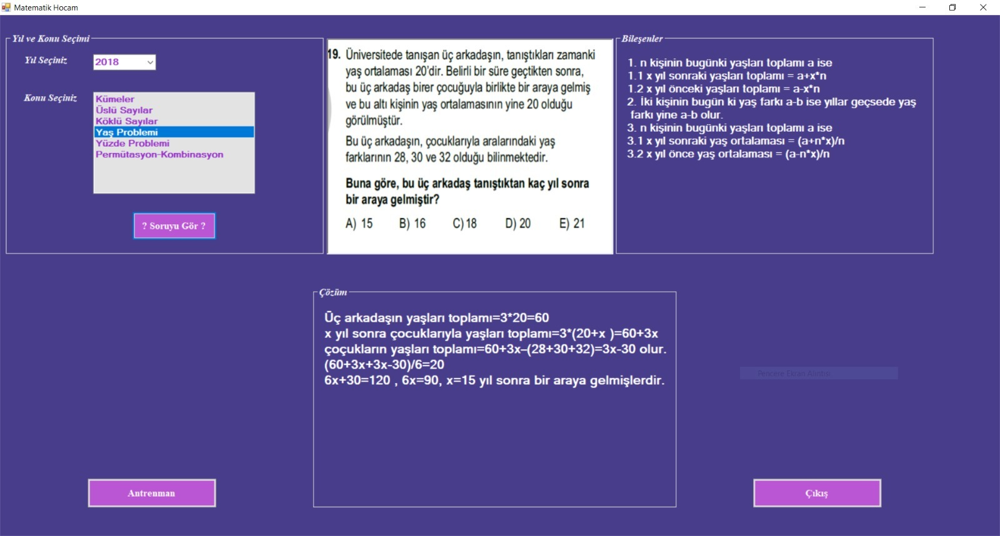 Matematik Hocam
Yıl ve Konu Seçimi
Yıl Seçiniz
2018
Konu Seçiniz
Kümeler
Üslü Sayılar
Köklü Sayılar
Yaş Problemi
Yüzde Problemi
Permütasyon-Kombinasyon
? Soruyu Gör ?
19. Üniversitede tanışan üç arkadaşın, tanıştıkları zamanki
yaş ortalaması 20'dir. Belirli bir süre geçtikten sonra,
bu üç arkadaş birer çocuğuyla birlikte bir araya gelmiş
ve bu altı kişinin yaş ortalamasının yine 20 olduğu
görülmüştür.
Bu üç arkadaşın, çocuklarıyla aralarındaki yaş
farklarının 28, 30 ve 32 olduğu bilinmektedir.
Buna göre, bu üç arkadaş tanıştıktan kaç yıl sonra
bir araya gelmiştir?
A) 15 B) 16 C) 18 D) 20 E) 21
Bileşenler
1. n kişinin bugünki yaşları toplamı a ise
1.1 x yıl sonraki yaşları toplamı = a+x*n
1.2 x yıl önceki yaşları toplamı = a-x*n
2. İki kişinin bugün ki yaş farkı a-b ise yıllar geçsede yaş
farkı yine a-b olur.
3. n kişinin bugünki yaşları toplamı a ise
3.1 x yıl sonraki yaş ortalaması = (a+n*x)/n
3.2 x yıl önce yaş ortalaması = (a-n*x)/n
Çözüm
Üç arkadaşın yaşları toplamı=3*20=60
x yıl sonra çocuklarıyla yaşları toplamı=3*(20+x )=60+3x
çoçukların yaşları toplamı=60+3x–(28+30+32)=3x-30 olur.
(60+3x+3x-30)/6=20
6x+30=120 , 6x=90, x=15 yıl sonra bir araya gelmişlerdir.
Pencere Ekran Alıntısı
Antrenman
Çıkış